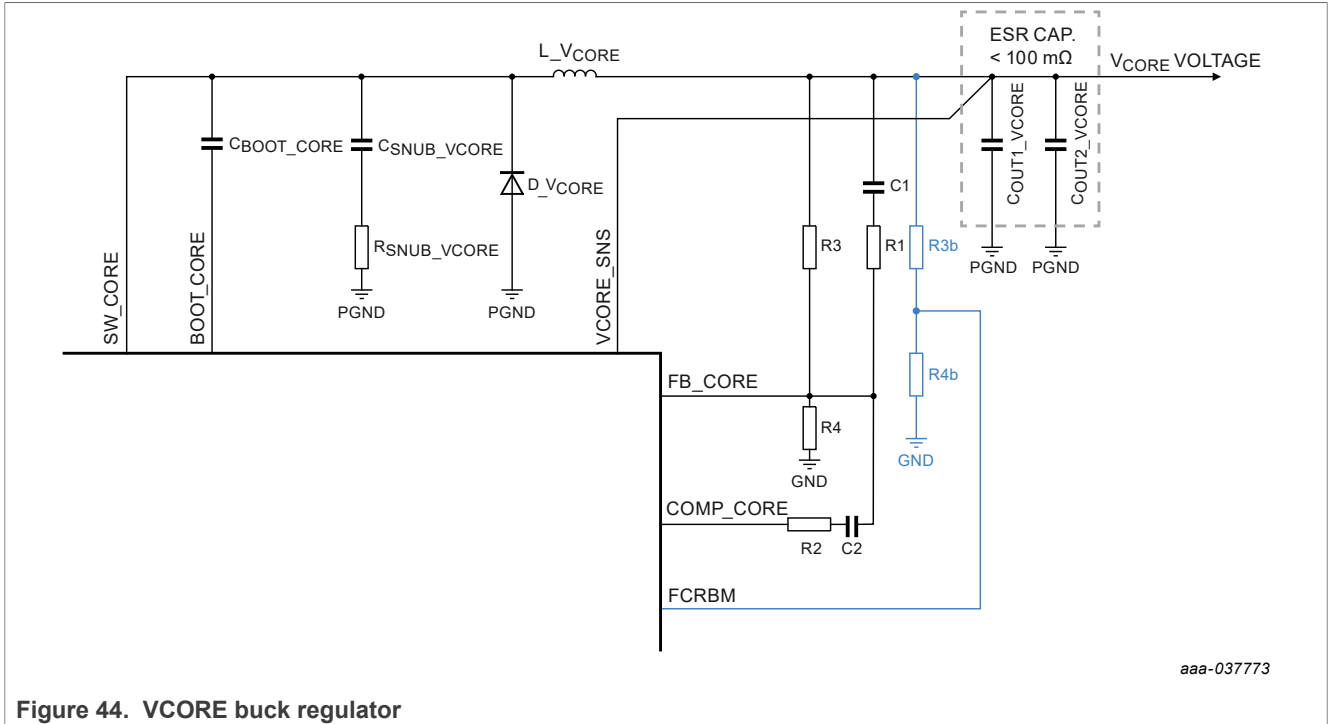 ESR CAP.
< 100 mΩ
L_VCORE
VCORE VOLTAGE
CBOOT_CORE
CSNUB_VCORE
D_VCORE
RSNUB_VCORE
PGND
PGND
SW_CORE
BOOT_CORE
VCORE_SNS
C1
R3
R1
R3b
COUT1_VCORE
COUT2_VCORE
PGND
PGND
R4b
GND
FB_CORE
R4
GND
COMP_CORE
R2
C2
FCRBM
aaa-037773
Figure 44. VCORE buck regulator